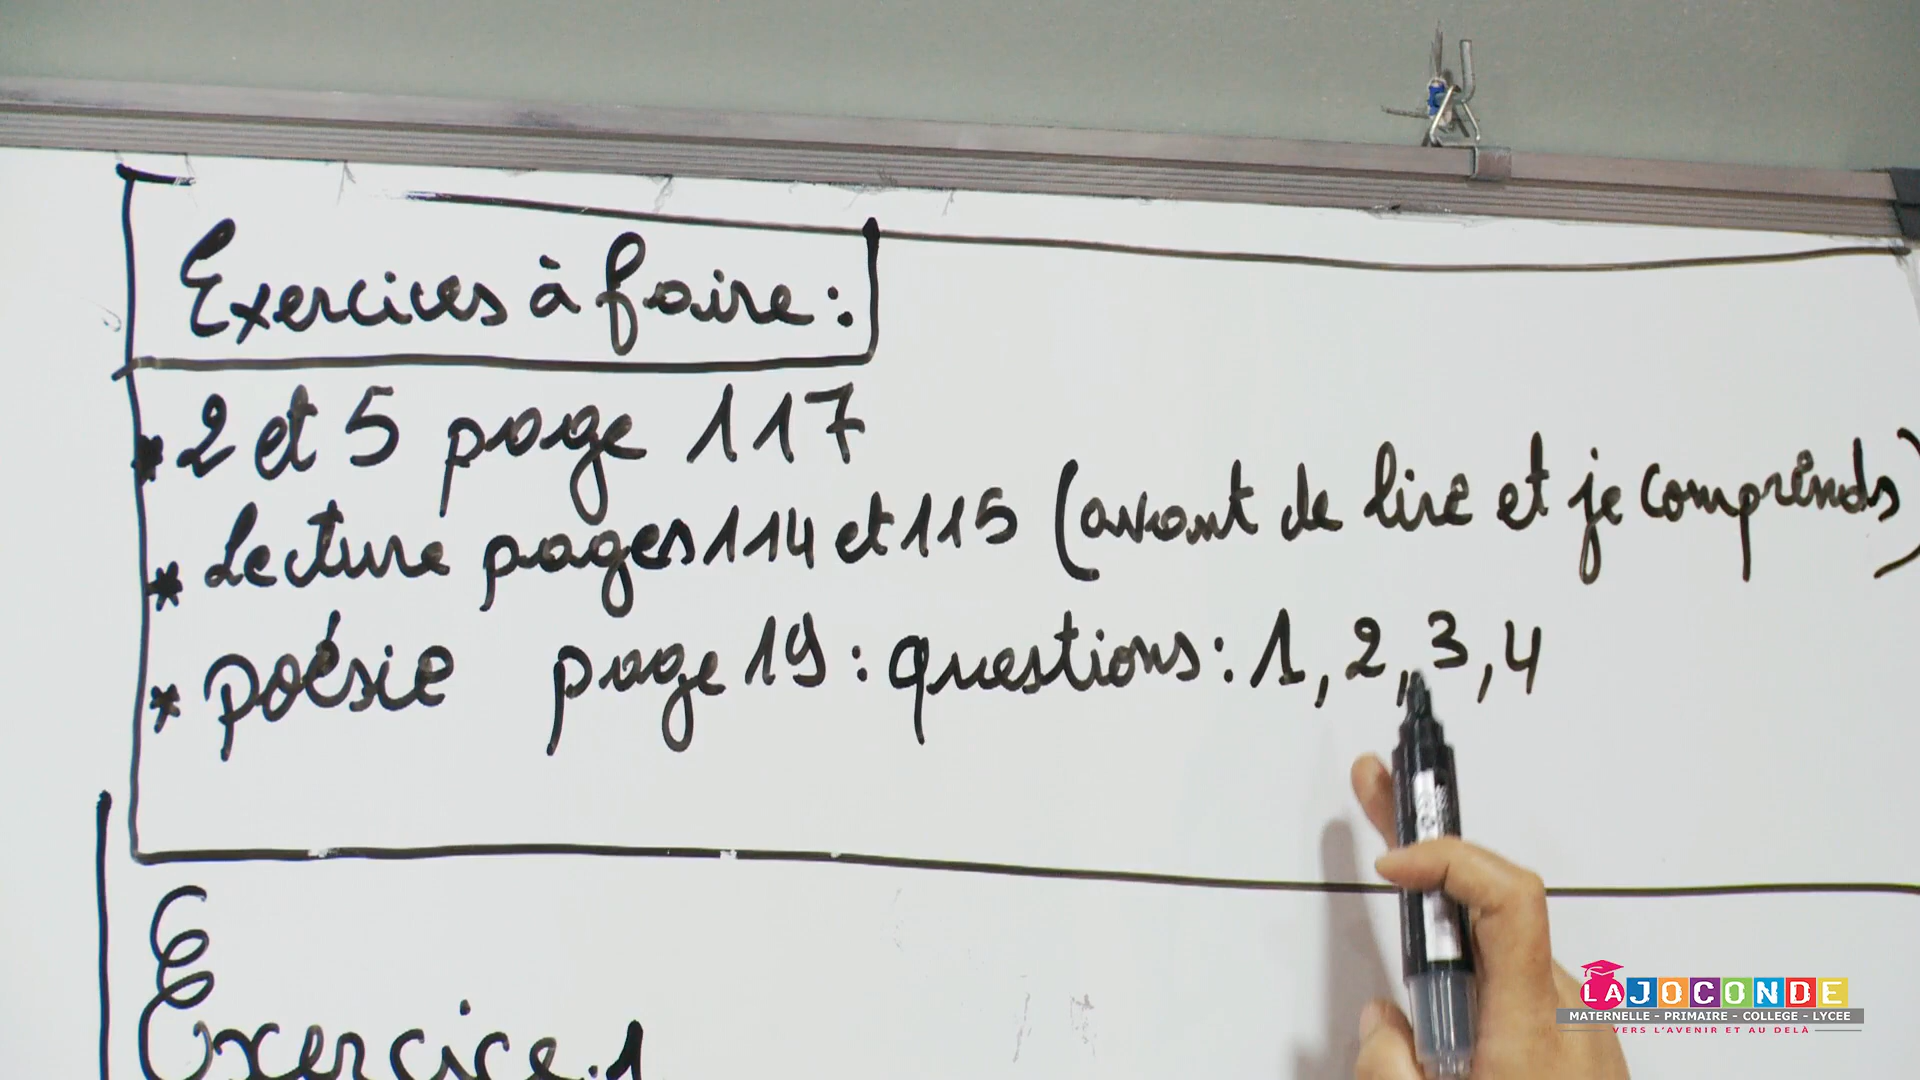 Exercices à faire :
* 2 et 5 page 117
* Lecture pages 114 et 115 (avant de lire et je comprends)
* poésie page 19 : questions : 1, 2, 3, 4
E
Exercice.1
LAJOCONDE
MATERNELLE - PRIMAIRE - COLLEGE - LYCEE
VERS L'AVENIR ET AU DELÀ